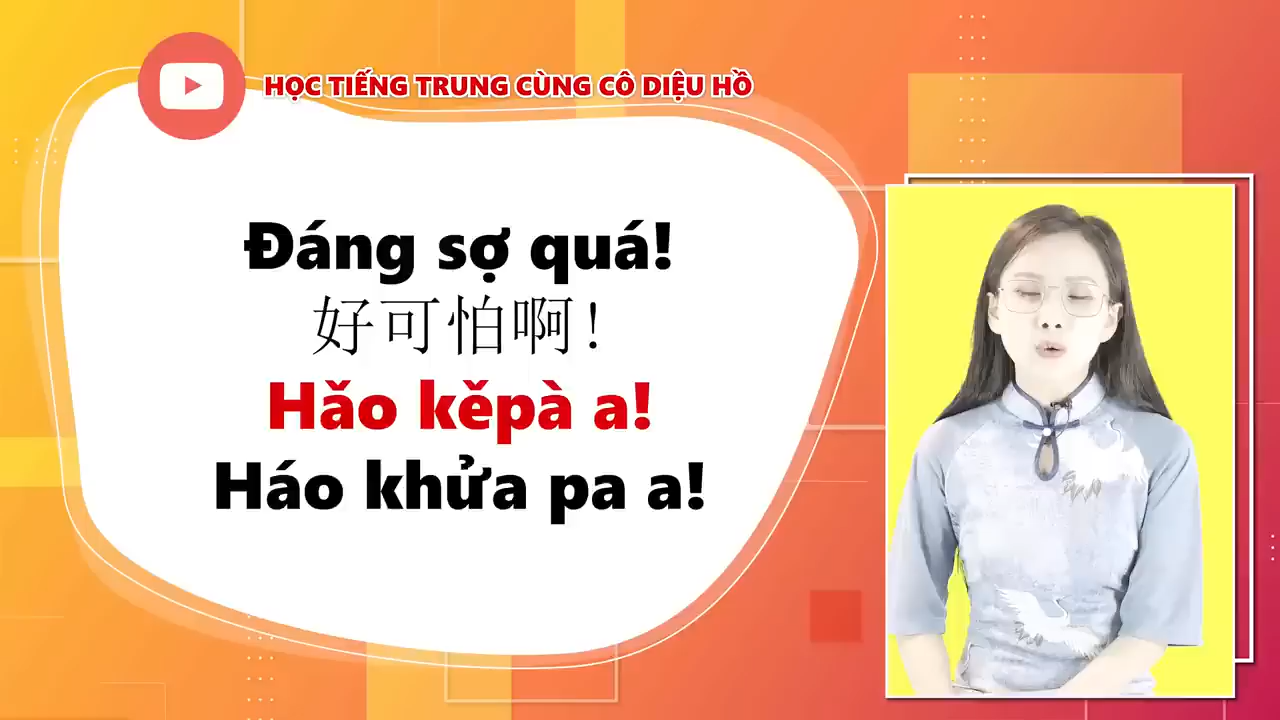 HỌC TIẾNG TRUNG CÙNG CÔ DIỆU HỒ
Đáng sợ quá!
好可怕啊!
Hǎo kěpà a!
Háo khửa pa a!